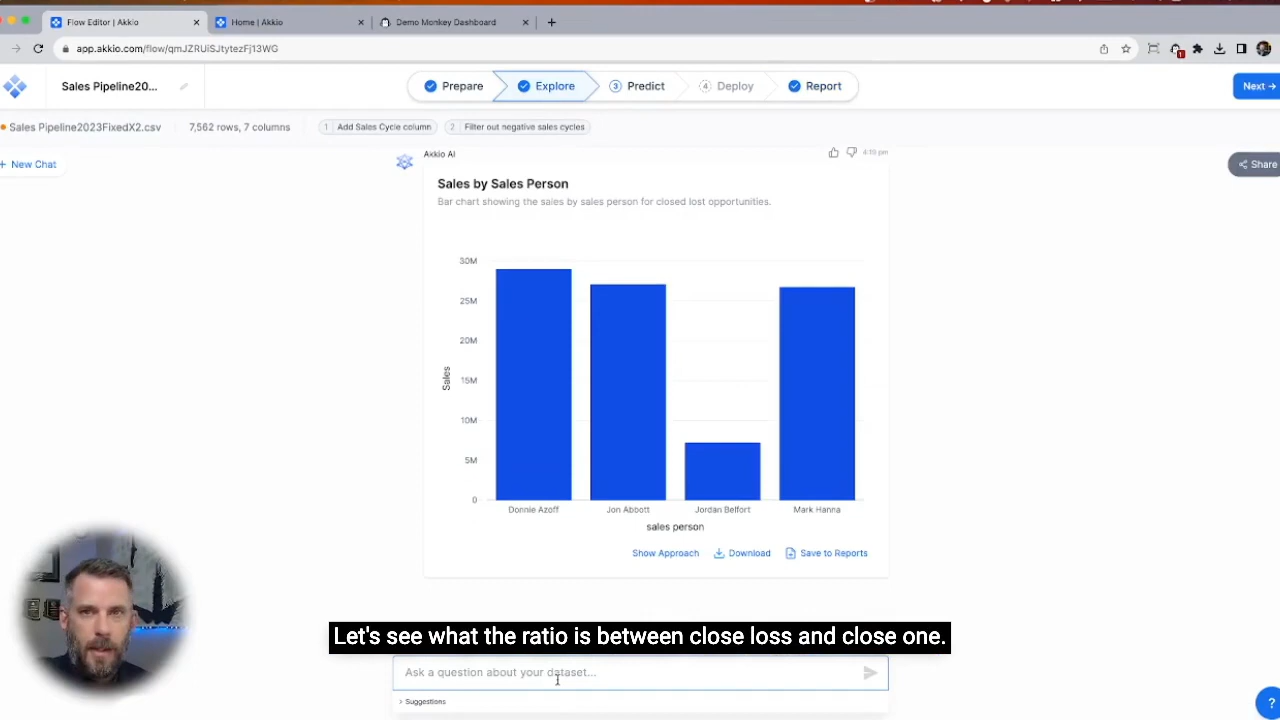 Flow Editor | Akkio
Home | Akkio
Demo Monkey Dashboard
app.akkio.com/flow/qmJZRUiSJtytezFj13WG
Sales Pipeline20...
Prepare
Explore
3 Predict
4 Deploy
Report
Next →
Sales Pipeline2023FixedX2.csv
7,562 rows, 7 columns
1 Add Sales Cycle column
2 Filter out negative sales cycles
+ New Chat
Akkio AI
4:19 pm
Share
Sales by Sales Person
Bar chart showing the sales by sales person for closed lost opportunities.
30M
25M
20M
15M
10M
5M
0
Sales
Donnie Azoff
Jon Abbott
Jordan Belfort
Mark Hanna
sales person
Show Approach
Download
Save to Reports
Let's see what the ratio is between close loss and close one.
Ask a question about your dataset...
> Suggestions
?